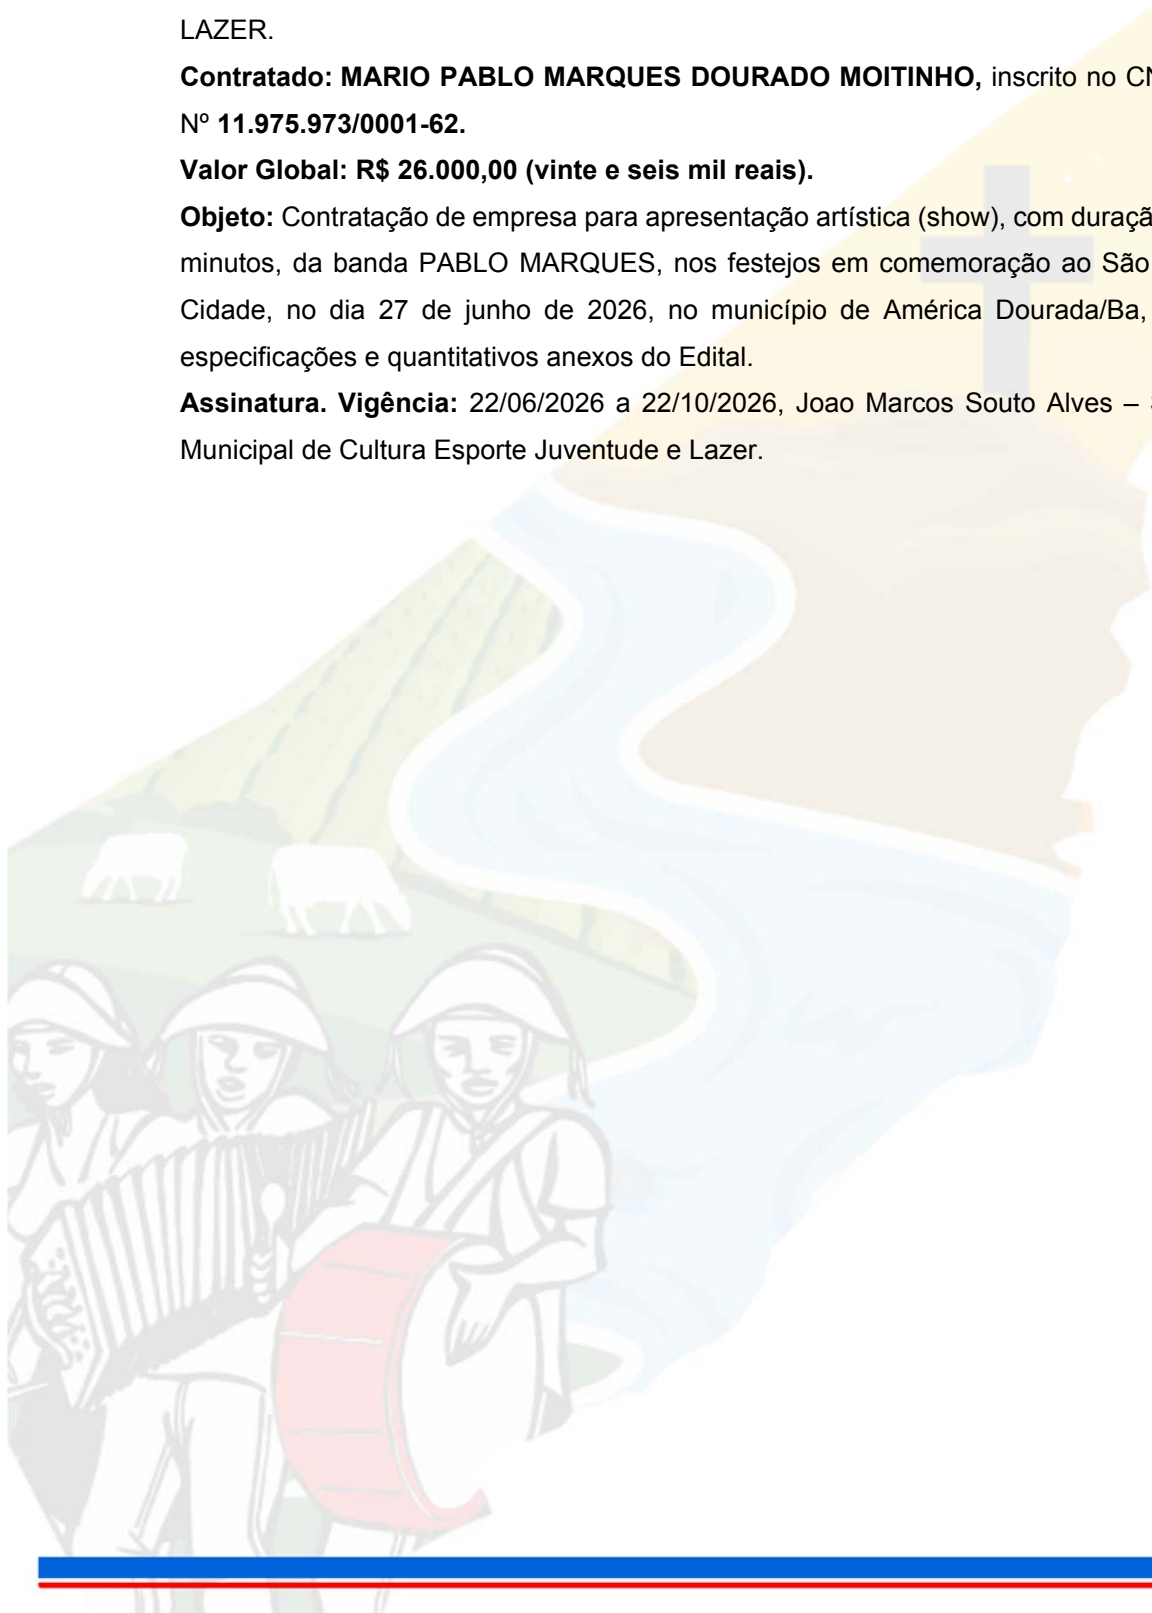 LAZER.
Contratado: MARIO PABLO MARQUES DOURADO MOITINHO, inscrito no
Nº 11.975.973/0001-62.
Valor Global: R$ 26.000,00 (vinte e seis mil reais).
Objeto: Contratação de empresa para apresentação artística (show), com
minutos, da banda PABLO MARQUES, nos festejos em comemoração ao São
Cidade, no dia 27 de junho de 2026, no município de América Dourada/Ba,
especificações e quantitativos anexos do Edital.
Assinatura. Vigência: 22/06/2026 a 22/10/2026, Joao Marcos Souto Alves –
Municipal de Cultura Esporte Juventude e Lazer.